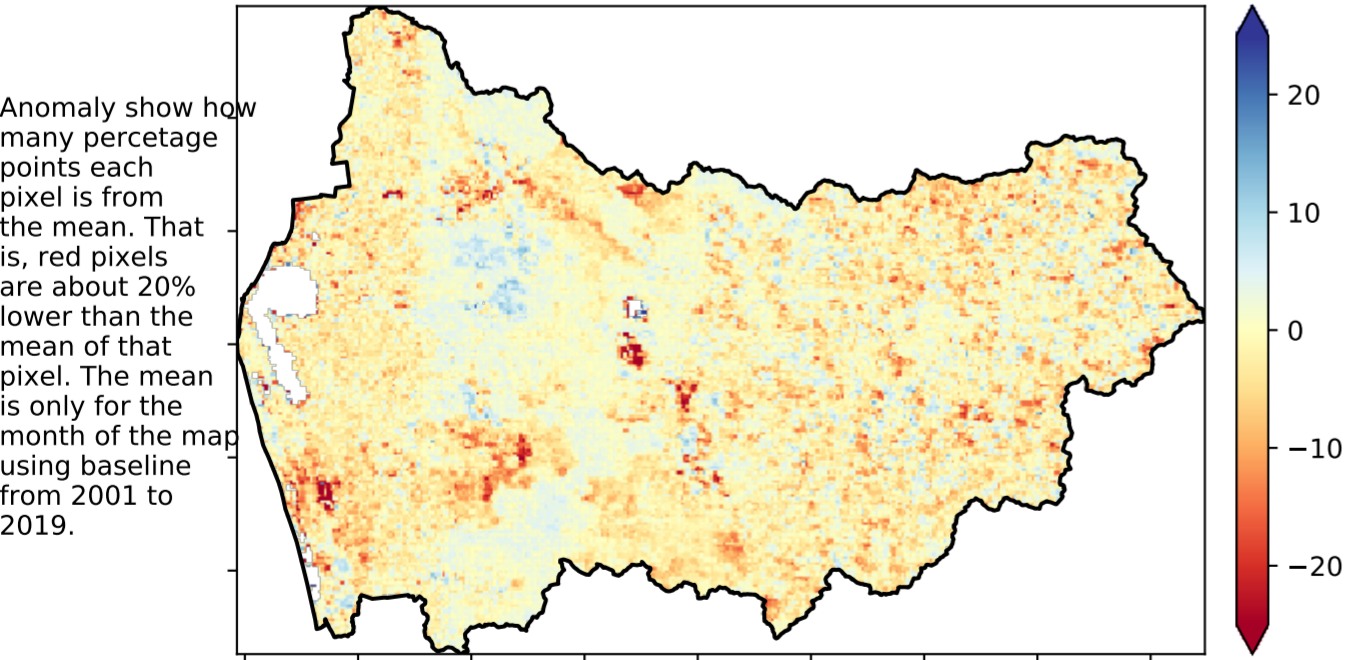 Anomaly show how
many percetage
points each
pixel is from
the mean. That
is, red pixels
are about 20%
lower than the
mean of that
pixel. The mean
is only for the
month of the map
using baseline
from 2001 to
2019.
20
10
0
−10
−20